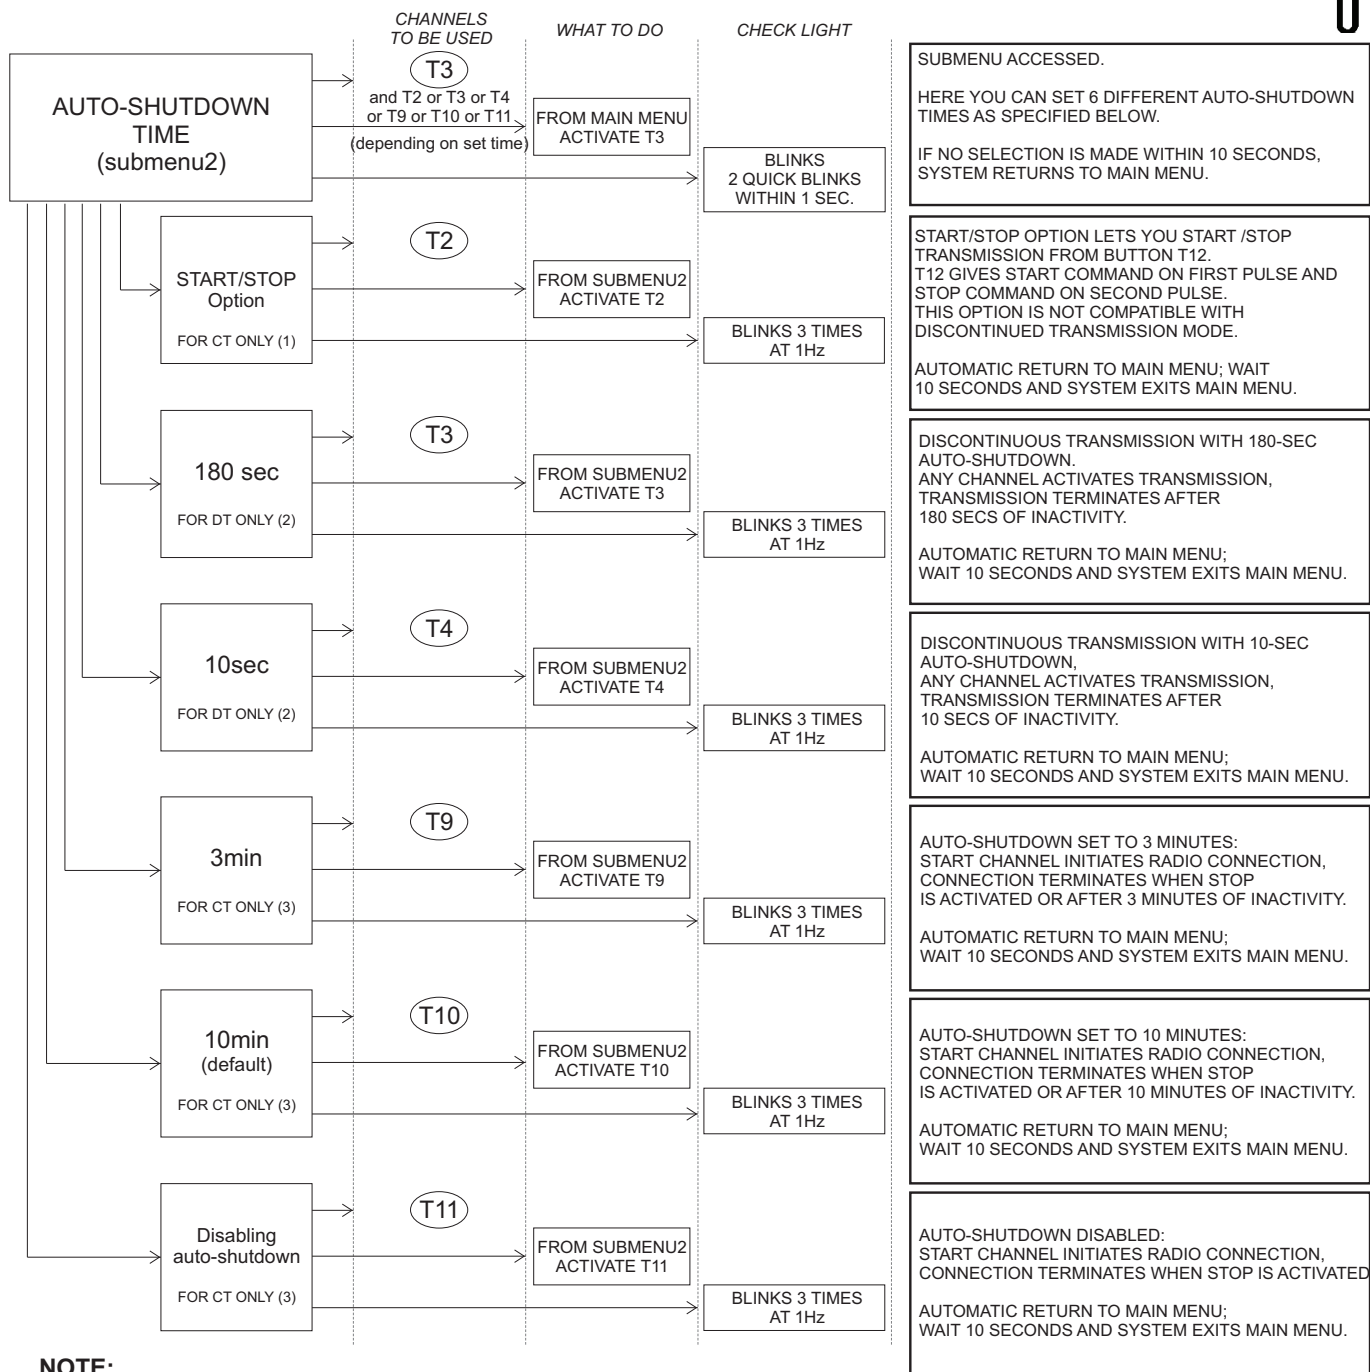 CHANNELS
TO BE USED
WHAT TO DO
CHECK LIGHT
AUTO-SHUTDOWN
TIME
(submenu2)
T3
and T2 or T3 or T4
or T9 or T10 or T11
(depending on set time)
FROM MAIN MENU
ACTIVATE T3
BLINKS
2 QUICK BLINKS
WITHIN 1 SEC.
SUBMENU ACCESSED.
HERE YOU CAN SET 6 DIFFERENT AUTO-SHUTDOWN
TIMES AS SPECIFIED BELOW.
IF NO SELECTION IS MADE WITHIN 10 SECONDS,
SYSTEM RETURNS TO MAIN MENU.
START/STOP
Option
FOR CT ONLY (1)
T2
FROM SUBMENU2
ACTIVATE T2
BLINKS 3 TIMES
AT 1Hz
START/STOP OPTION LETS YOU START /STOP
TRANSMISSION FROM BUTTON T12.
T12 GIVES START COMMAND ON FIRST PULSE AND
STOP COMMAND ON SECOND PULSE.
THIS OPTION IS NOT COMPATIBLE WITH
DISCONTINUED TRANSMISSION MODE.
AUTOMATIC RETURN TO MAIN MENU; WAIT
10 SECONDS AND SYSTEM EXITS MAIN MENU.
180 sec
FOR DT ONLY (2)
T3
FROM SUBMENU2
ACTIVATE T3
BLINKS 3 TIMES
AT 1Hz
DISCONTINUOUS TRANSMISSION WITH 180-SEC
AUTO-SHUTDOWN.
ANY CHANNEL ACTIVATES TRANSMISSION,
TRANSMISSION TERMINATES AFTER
180 SECS OF INACTIVITY.
AUTOMATIC RETURN TO MAIN MENU;
WAIT 10 SECONDS AND SYSTEM EXITS MAIN MENU.
10sec
FOR DT ONLY (2)
T4
FROM SUBMENU2
ACTIVATE T4
BLINKS 3 TIMES
AT 1Hz
DISCONTINUOUS TRANSMISSION WITH 10-SEC
AUTO-SHUTDOWN,
ANY CHANNEL ACTIVATES TRANSMISSION,
TRANSMISSION TERMINATES AFTER
10 SECS OF INACTIVITY.
AUTOMATIC RETURN TO MAIN MENU;
WAIT 10 SECONDS AND SYSTEM EXITS MAIN MENU.
3min
FOR CT ONLY (3)
T9
FROM SUBMENU2
ACTIVATE T9
BLINKS 3 TIMES
AT 1Hz
AUTO-SHUTDOWN SET TO 3 MINUTES:
START CHANNEL INITIATES RADIO CONNECTION,
CONNECTION TERMINATES WHEN STOP
IS ACTIVATED OR AFTER 3 MINUTES OF INACTIVITY.
AUTOMATIC RETURN TO MAIN MENU;
WAIT 10 SECONDS AND SYSTEM EXITS MAIN MENU.
10min
(default)
FOR CT ONLY (3)
T10
FROM SUBMENU2
ACTIVATE T10
BLINKS 3 TIMES
AT 1Hz
AUTO-SHUTDOWN SET TO 10 MINUTES:
START CHANNEL INITIATES RADIO CONNECTION,
CONNECTION TERMINATES WHEN STOP
IS ACTIVATED OR AFTER 10 MINUTES OF INACTIVITY.
AUTOMATIC RETURN TO MAIN MENU;
WAIT 10 SECONDS AND SYSTEM EXITS MAIN MENU.
Disabling
auto-shutdown
FOR CT ONLY (3)
T11
FROM SUBMENU2
ACTIVATE T11
BLINKS 3 TIMES
AT 1Hz
AUTO-SHUTDOWN DISABLED:
START CHANNEL INITIATES RADIO CONNECTION,
CONNECTION TERMINATES WHEN STOP IS ACTIVATED
AUTOMATIC RETURN TO MAIN MENU;
WAIT 10 SECONDS AND SYSTEM EXITS MAIN MENU.
NOTE: